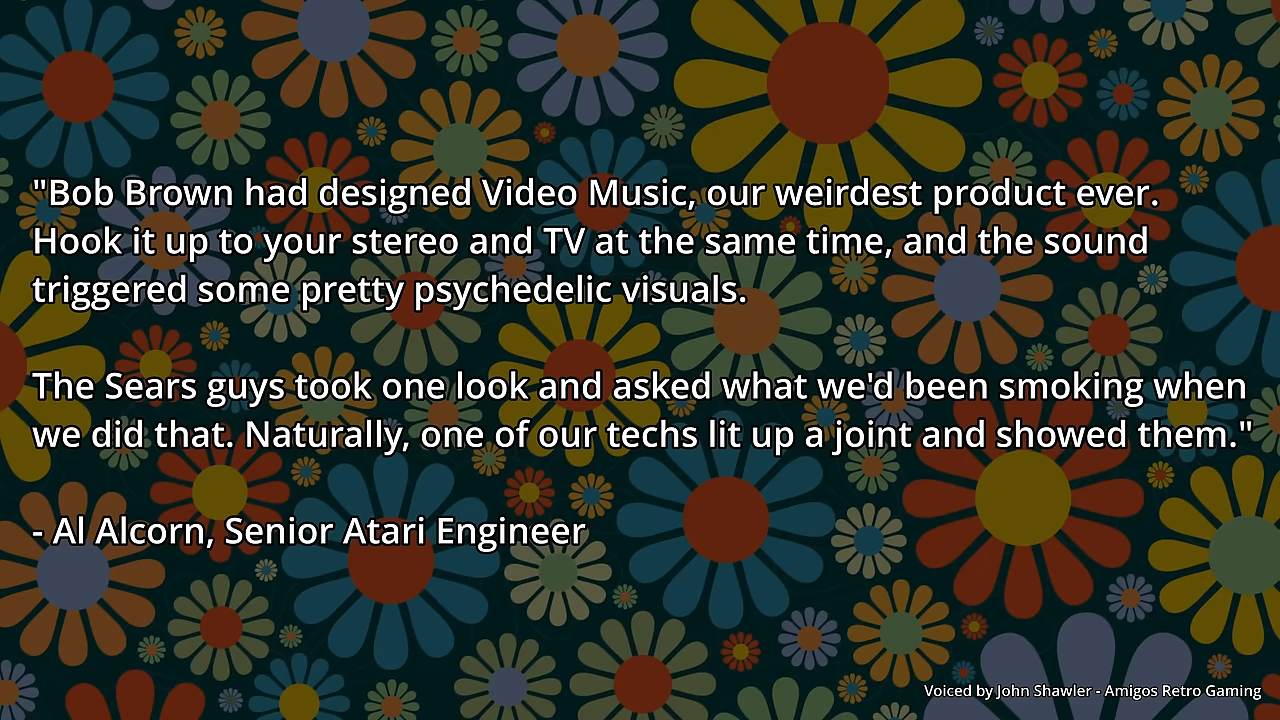 "Bob Brown had designed Video Music, our weirdest product ever.
Hook it up to your stereo and TV at the same time, and the sound
triggered some pretty psychedelic visuals.
The Sears guys took one look and asked what we'd been smoking when
we did that. Naturally, one of our techs lit up a joint and showed them."
- Al Alcorn, Senior Atari Engineer
Voiced by John Shawler - Amigos Retro Gaming